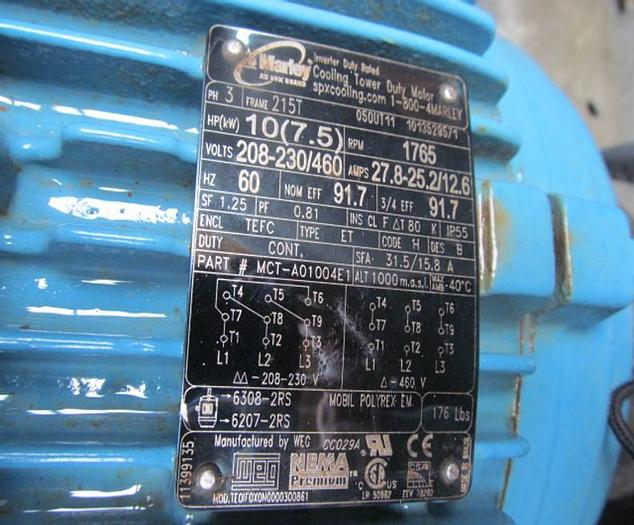 Marley
AN SPX BRAND
Inverter Duty Rated
Cooling Tower Duty Motor
spxcooling.com 1-800-4MARLEY
PH 3 FRAME 215T 05OUT11 1013528571
HP(kW) 10(7.5) RPM 1765
VOLTS 208-230/460 AMPS 27.8-25.2/12.6
HZ 60 NOM EFF 91.7 3/4 EFF 91.7
SF 1.25 PF 0.81 INS CL F ΔT 80 K IP55
ENCL TEFC TYPE ET CODE H DES B
DUTY CONT. SFA 31.5/15.8 A
PART # MCT-A01004E1 ALT 1000 m.a.s.l. MAX AMB. 40°C
T4 T5 T6 T4 T5 T6
T7 T8 T9 T7 T8 T9
T1 T2 T3 T1 T2 T3
L1 L2 L3 L1 L2 L3
ΔΔ-208-230 V Δ-460 V
6308-2RS MOBIL POLYREX EM 176 Lbs
6207-2RS
Manufactured by WEG CC029A
11399135
WEG NEMA Premium C US CE
MOD.TE01F0X0N0000300861